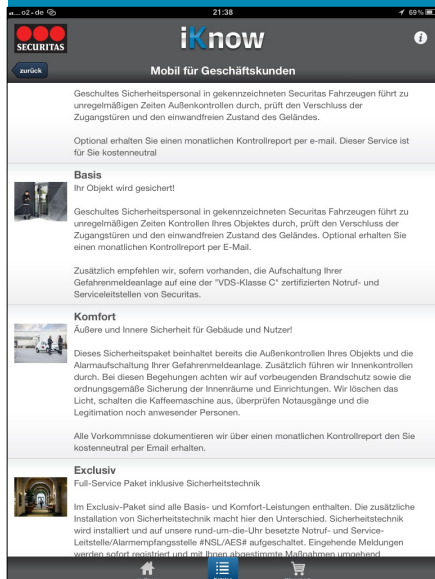 o2-de
21:38
69%
SECURITAS
iKnow
i
zurück
Mobil für Geschäftskunden
Geschultes Sicherheitspersonal in gekennzeichneten Securitas Fahrzeugen führt zu
unregelmäßigen Zeiten Außenkontrollen durch, prüft den Verschluss der
Zugangstüren und den einwandfreien Zustand des Geländes.
Optional erhalten Sie einen monatlichen Kontrollreport per e-mail. Dieser Service ist
für Sie kostenneutral
Basis
Ihr Objekt wird gesichert!
Geschultes Sicherheitspersonal in gekennzeichneten Securitas Fahrzeugen führt zu
unregelmäßigen Zeiten Kontrollen Ihres Objektes durch, prüft den Verschluss der
Zugangstüren und den einwandfreien Zustand des Geländes. Optional erhalten Sie
einen monatlichen Kontrollreport per E-Mail.
Zusätzlich empfehlen wir, sofern vorhanden, die Aufschaltung Ihrer
Gefahrenmeldeanlage auf eine der "VDS-Klasse C" zertifizierten Notruf- und
Serviceleitstellen von Securitas.
Komfort
Äußere und Innere Sicherheit für Gebäude und Nutzer!
Dieses Sicherheitspaket beinhaltet bereits die Außenkontrollen Ihres Objekts und die
Alarmaufschaltung Ihrer Gefahrenmeldeanlage. Zusätzlich führen wir Innenkontrollen
durch. Bei diesen Begehungen achten wir auf vorbeugenden Brandschutz sowie die
ordnungsgemäße Sicherung der Innenräume und Einrichtungen. Wir löschen das
Licht, schalten die Kaffeemaschine aus, überprüfen Notausgänge und die
Legitimation noch anwesender Personen.
Alle Vorkommnisse dokumentieren wir über einen monatlichen Kontrollreport den Sie
kostenneutral per Email erhalten.
Exclusiv
Full-Service Paket inklusive Sicherheitstechnik
Im Exclusiv-Paket sind alle Basis- und Komfort-Leistungen enthalten. Die zusätzliche
Installation von Sicherheitstechnik macht hier den Unterschied. Sicherheitstechnik
wird installiert und auf unsere rund-um-die-Uhr besetzte Notruf- und Service-
Leitstelle/Alarmempfangsstelle #NSL/AES# aufgeschaltet. Eingehende Meldungen
werden sofort registriert und mit Ihnen abgestimmte Maßnahmen umgehend